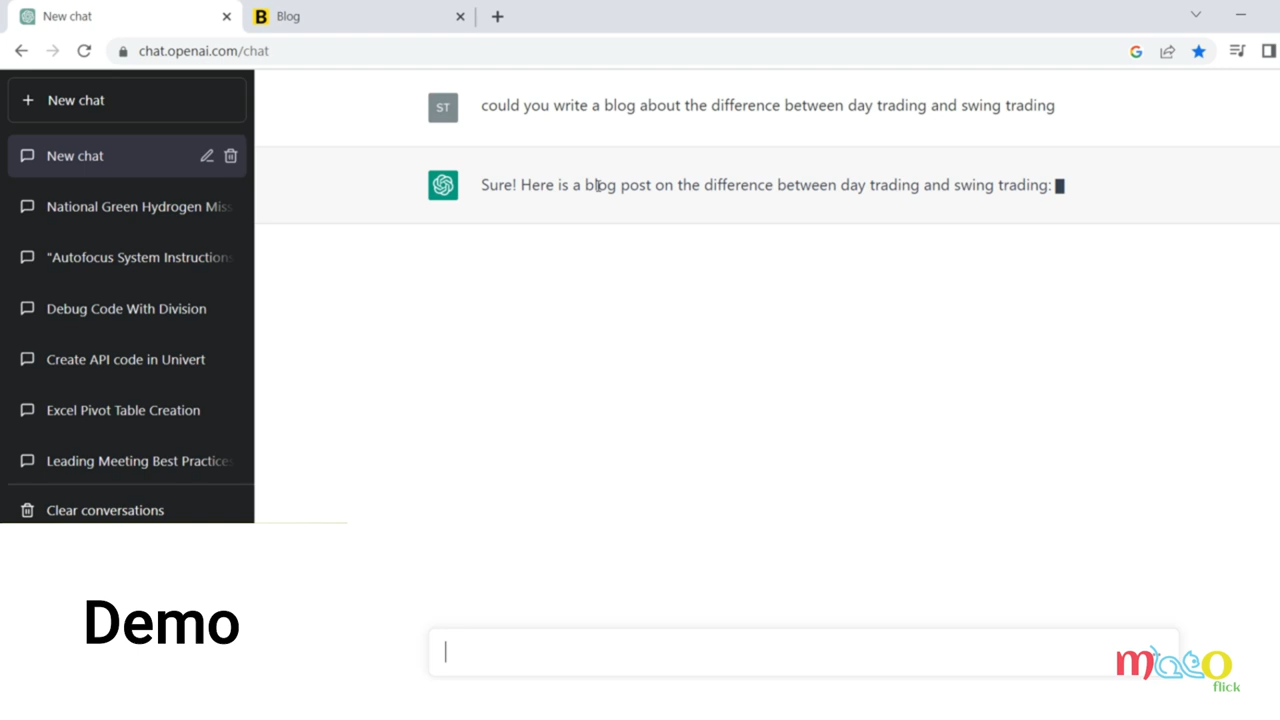 New chat
B Blog
chat.openai.com/chat
New chat
New chat
National Green Hydrogen Miss
"Autofocus System Instructions
Debug Code With Division
Create API code in Univert
Excel Pivot Table Creation
Leading Meeting Best Practices
Clear conversations
ST could you write a blog about the difference between day trading and swing trading
Sure! Here is a blog post on the difference between day trading and swing trading:
Demo
flick